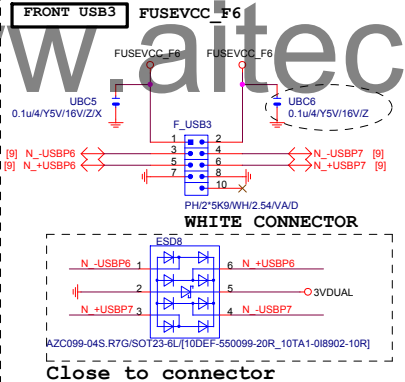 FRONT USB3 FUSEVCC_F6
w.aitec
FUSEVCC_F6 FUSEVCC_F6
UBC5 UBC6
0.1u/4/Y5V/16V/Z/X 0.1u/4/Y5V/16V/Z
F_USB3
1 2
[9] N_-USBP6 3 4 N_-USBP7 [9]
[9] N_+USBP6 5 6 N_+USBP7 [9]
7 8
10
PH/2*5K9/WH/2.54/VA/D
WHITE CONNECTOR
ESD8
N_-USBP6 1 6 N_+USBP6
2 5 3VDUAL
N_+USBP7 3 4 N_-USBP7
AZC099-04S.R7G/SOT23-6L/[10DEF-550099-20R_10TA1-0I8902-10R]
Close to connector